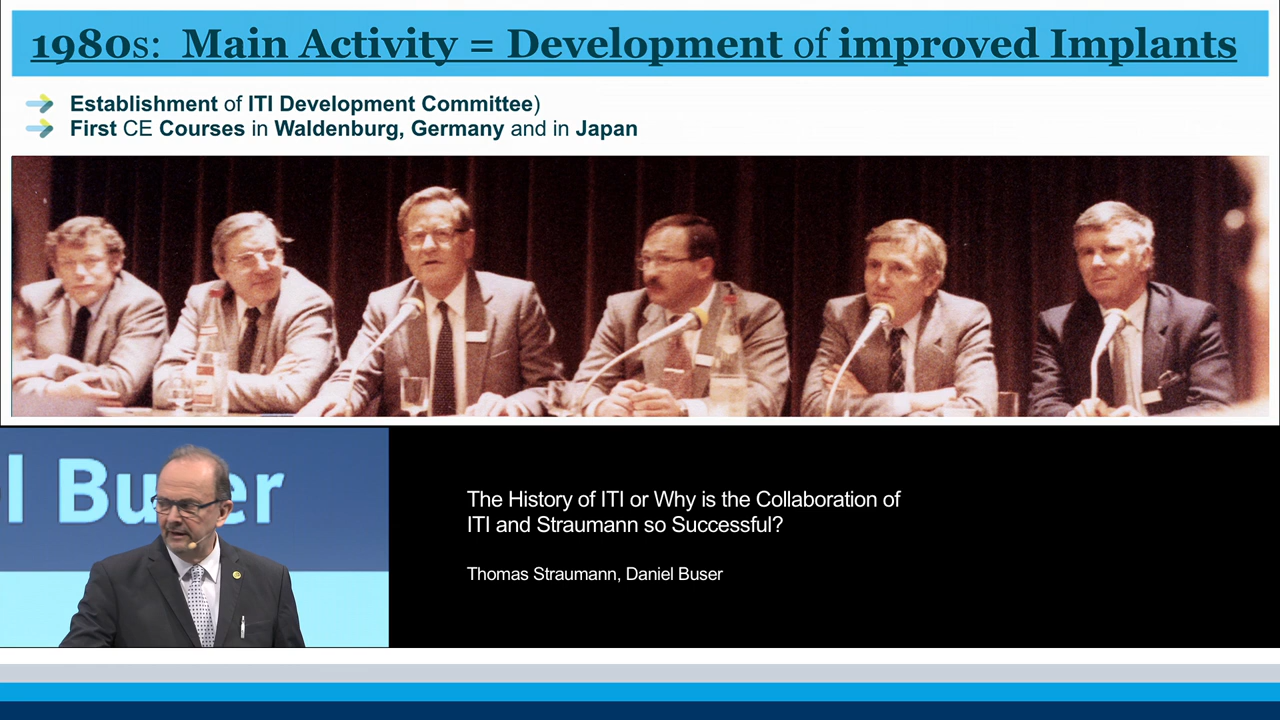 1980s: Main Activity = Development of improved Implants
Establishment of ITI Development Committee)
First CE Courses in Waldenburg, Germany and in Japan
l Buser
The History of ITI or Why is the Collaboration of
ITI and Straumann so Successful?
Thomas Straumann, Daniel Buser